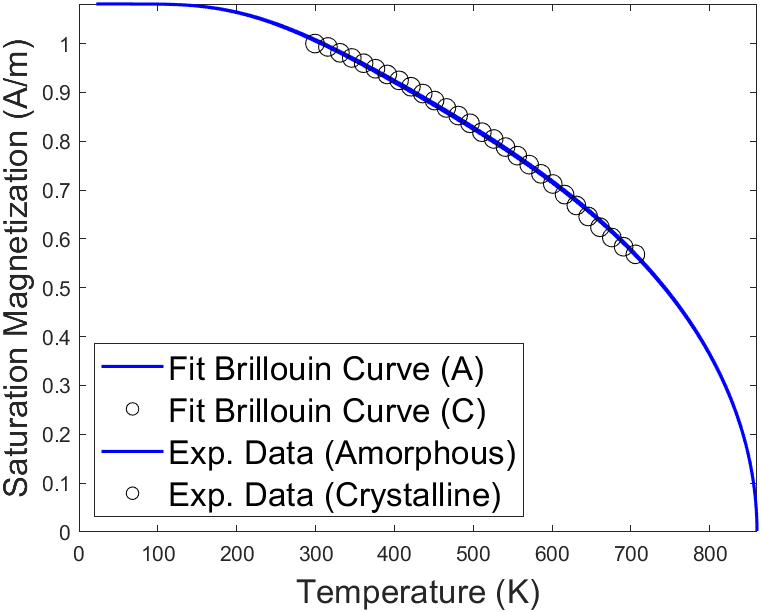 Saturation Magnetization (A/m)
1
0.9
0.8
0.7
0.6
0.5
0.4
0.3
0.2
0.1
0
Fit Brillouin Curve (A)
Fit Brillouin Curve (C)
Exp. Data (Amorphous)
Exp. Data (Crystalline)
0 100 200 300 400 500 600 700 800
Temperature (K)